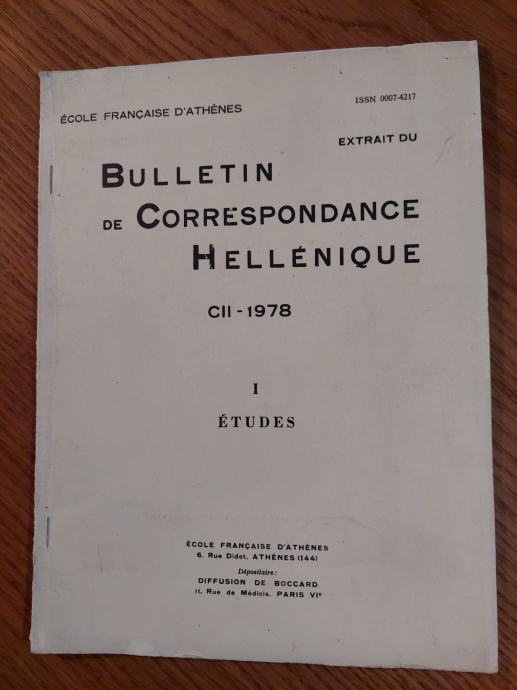 ÉCOLE FRANÇAISE D'ATHÈNES
ISSN 0007-4217
EXTRAIT DU
BULLETIN
DE CORRESPONDANCE
HELLÉNIQUE
CII - 1978
I
ÉTUDES
ÉCOLE FRANÇAISE D'ATHÈNES
6, Rue Didot, ATHÈNES (144)
Dépositaire :
DIFFUSION DE BOCCARD
11, Rue de Médicis, PARIS VIe